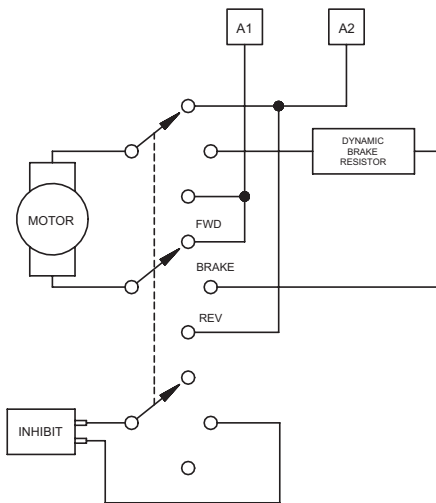 A1
A2
DYNAMIC
BRAKE
RESISTOR
MOTOR
FWD
BRAKE
REV
INHIBIT